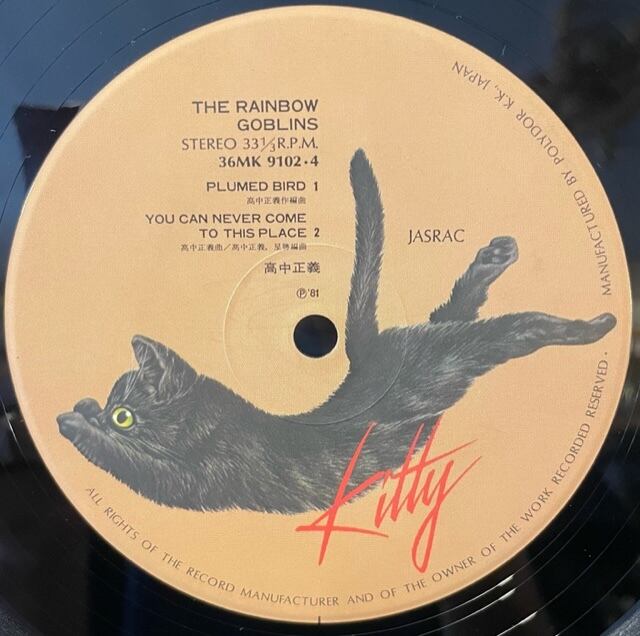 THE RAINBOW
GOBLINS
STEREO 33 1/3 R.P.M.
36MK 9102·4
PLUMED BIRD 1
高中正義作編曲
YOU CAN NEVER COME
TO THIS PLACE 2
高中正義曲／高中正義、星勝編曲
高中正義
Ⓟ'81
JASRAC
Kitty
MANUFACTURED BY POLYDOR K.K., JAPAN
ALL RIGHTS OF THE RECORD MANUFACTURER AND OF THE OWNER OF THE WORK RECORDED RESERVED ·